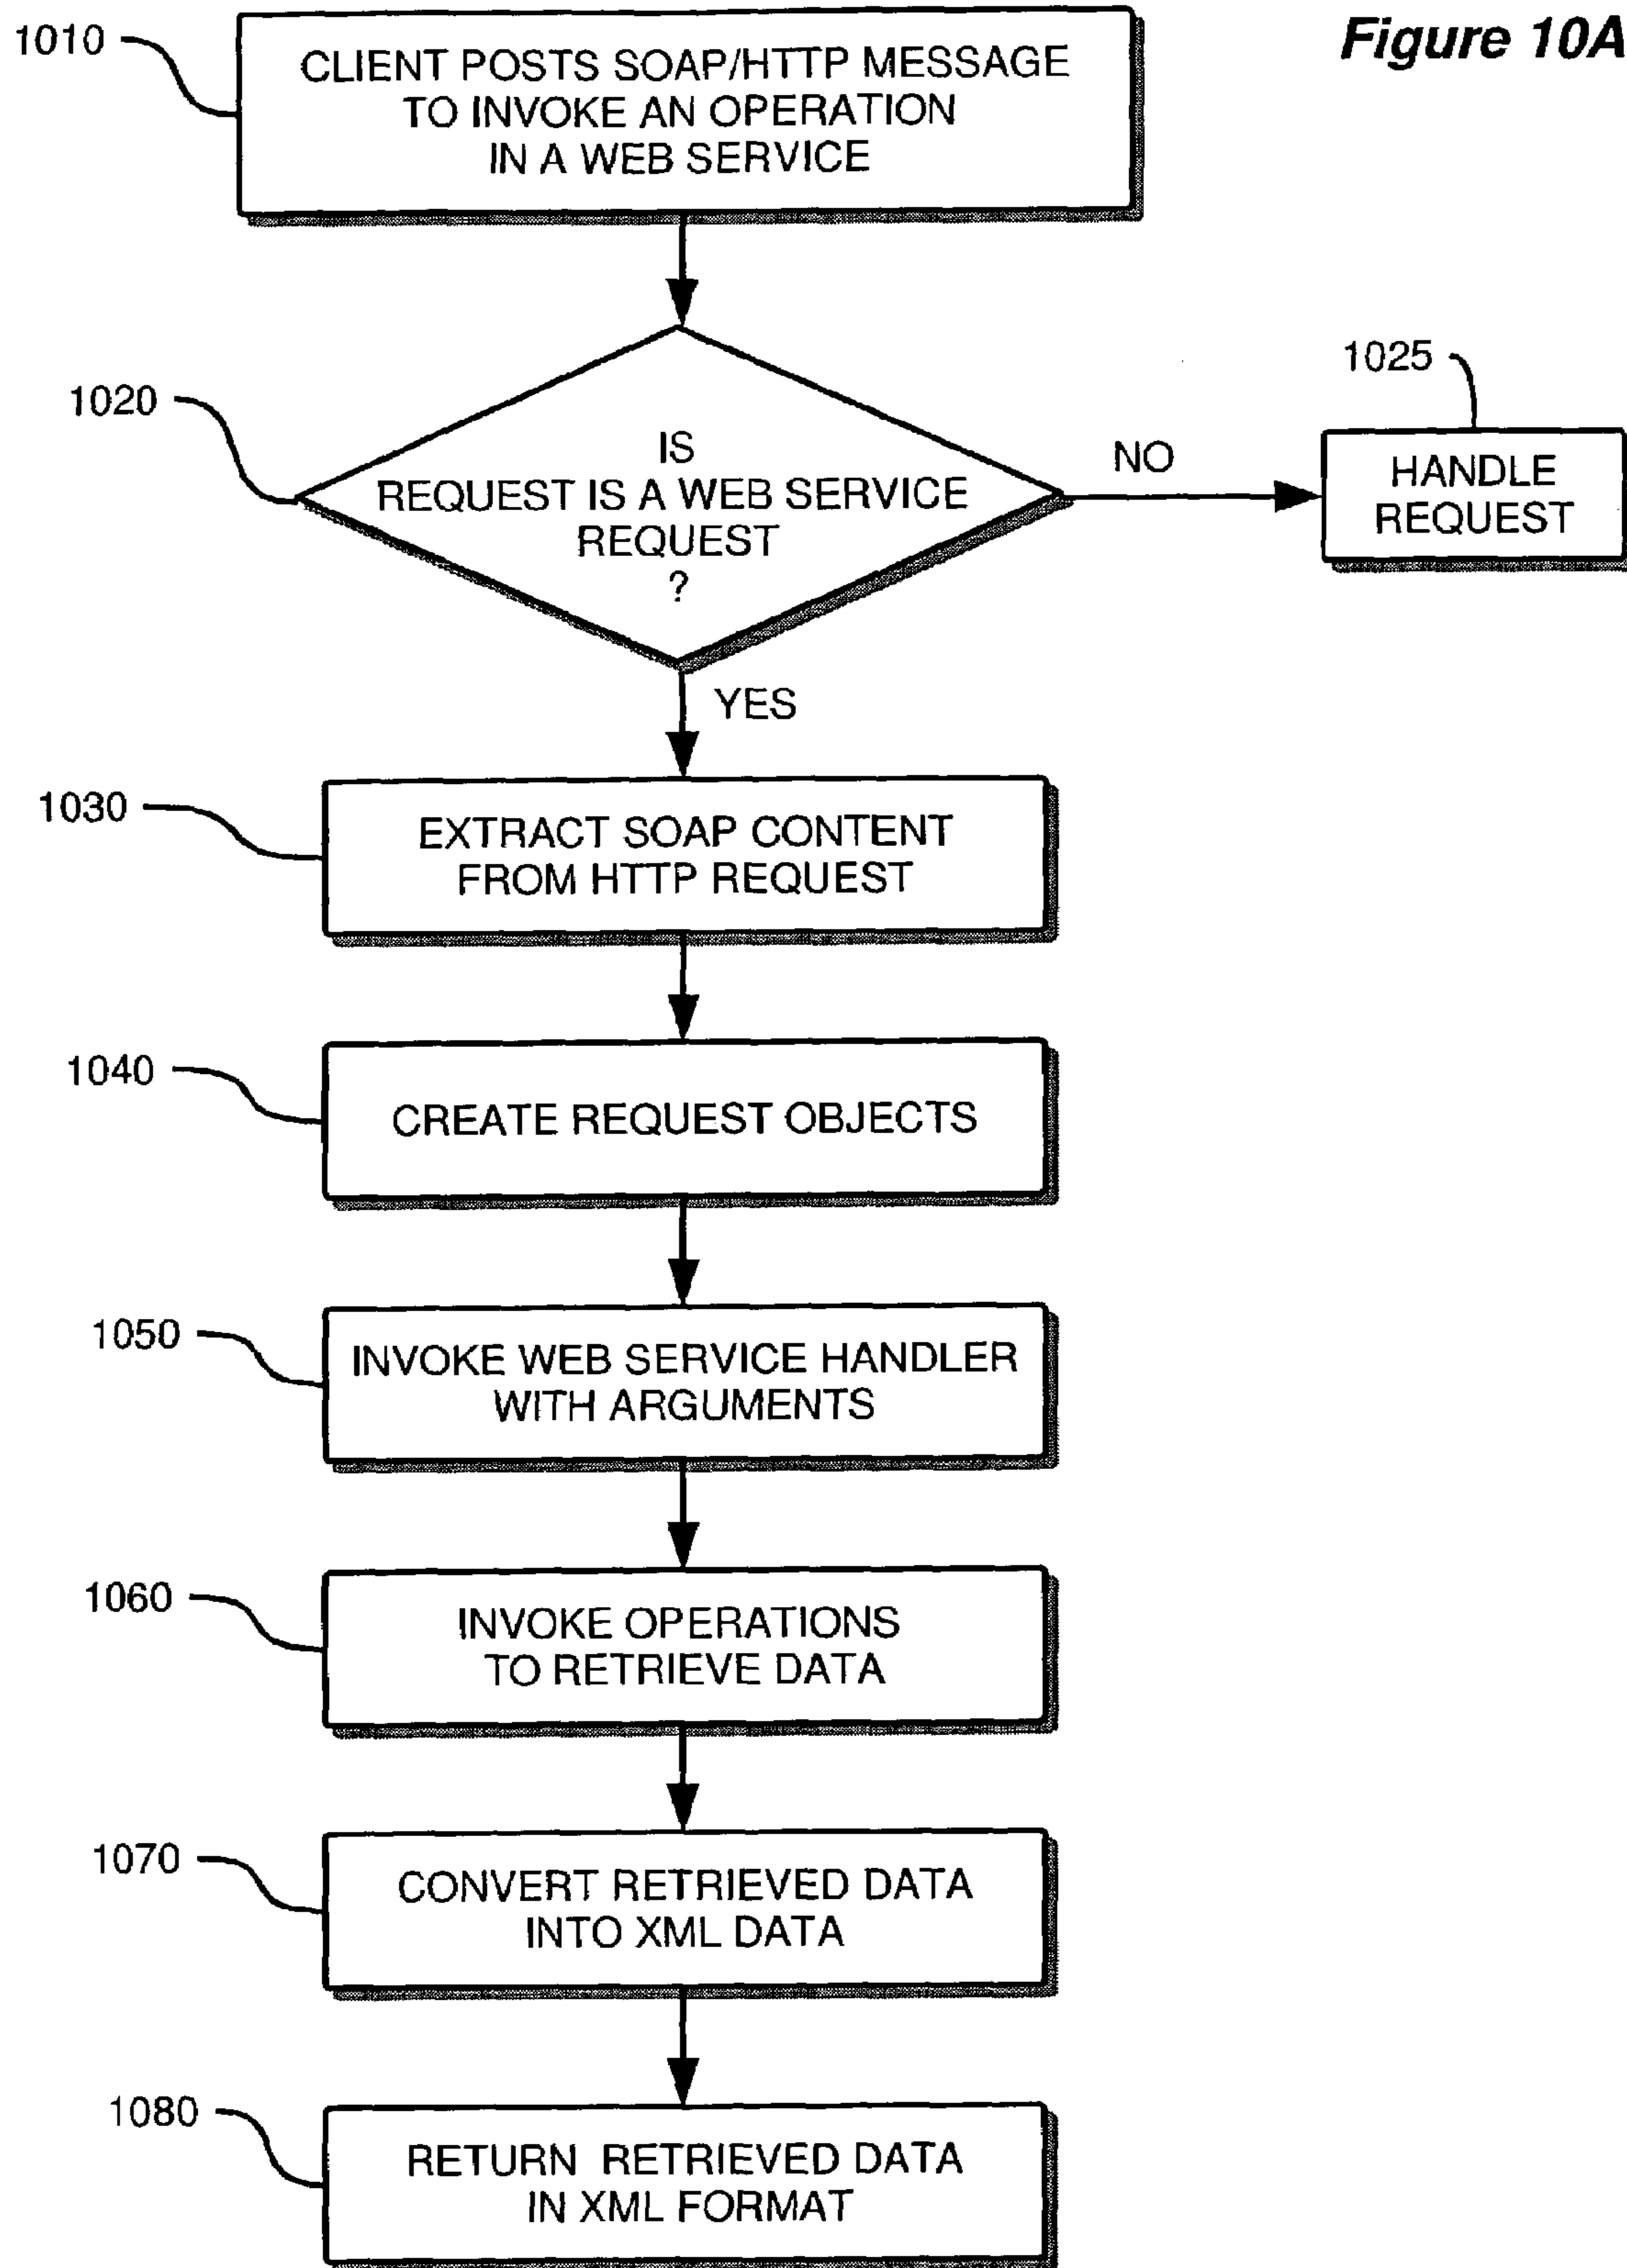 Figure 10A
1010
CLIENT POSTS SOAP/HTTP MESSAGE
TO INVOKE AN OPERATION
IN A WEB SERVICE
1020
IS
REQUEST IS A WEB SERVICE
REQUEST
?
NO
1025
HANDLE
REQUEST
YES
1030
EXTRACT SOAP CONTENT
FROM HTTP REQUEST
1040
CREATE REQUEST OBJECTS
1050
INVOKE WEB SERVICE HANDLER
WITH ARGUMENTS
1060
INVOKE OPERATIONS
TO RETRIEVE DATA
1070
CONVERT RETRIEVED DATA
INTO XML DATA
1080
RETURN RETRIEVED DATA
IN XML FORMAT